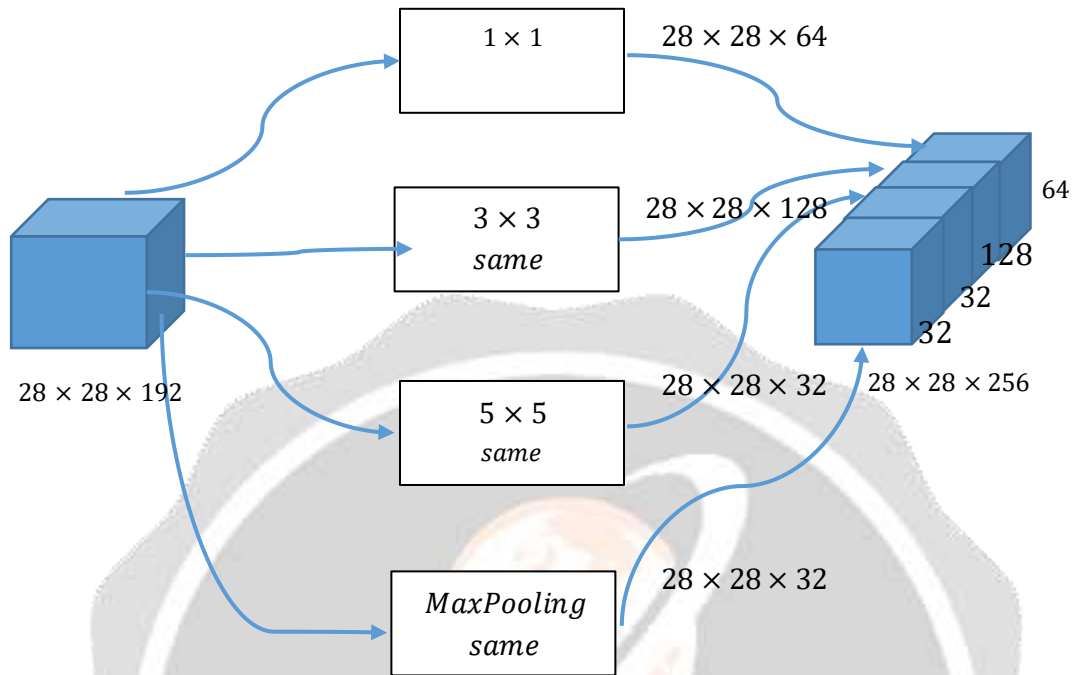 1 × 1
28 × 28 × 64
64
3 × 3
same
28 × 28 × 128
128
32
32
28 × 28 × 192
5 × 5
same
28 × 28 × 32
28 × 28 × 256
MaxPooling
same
28 × 28 × 32